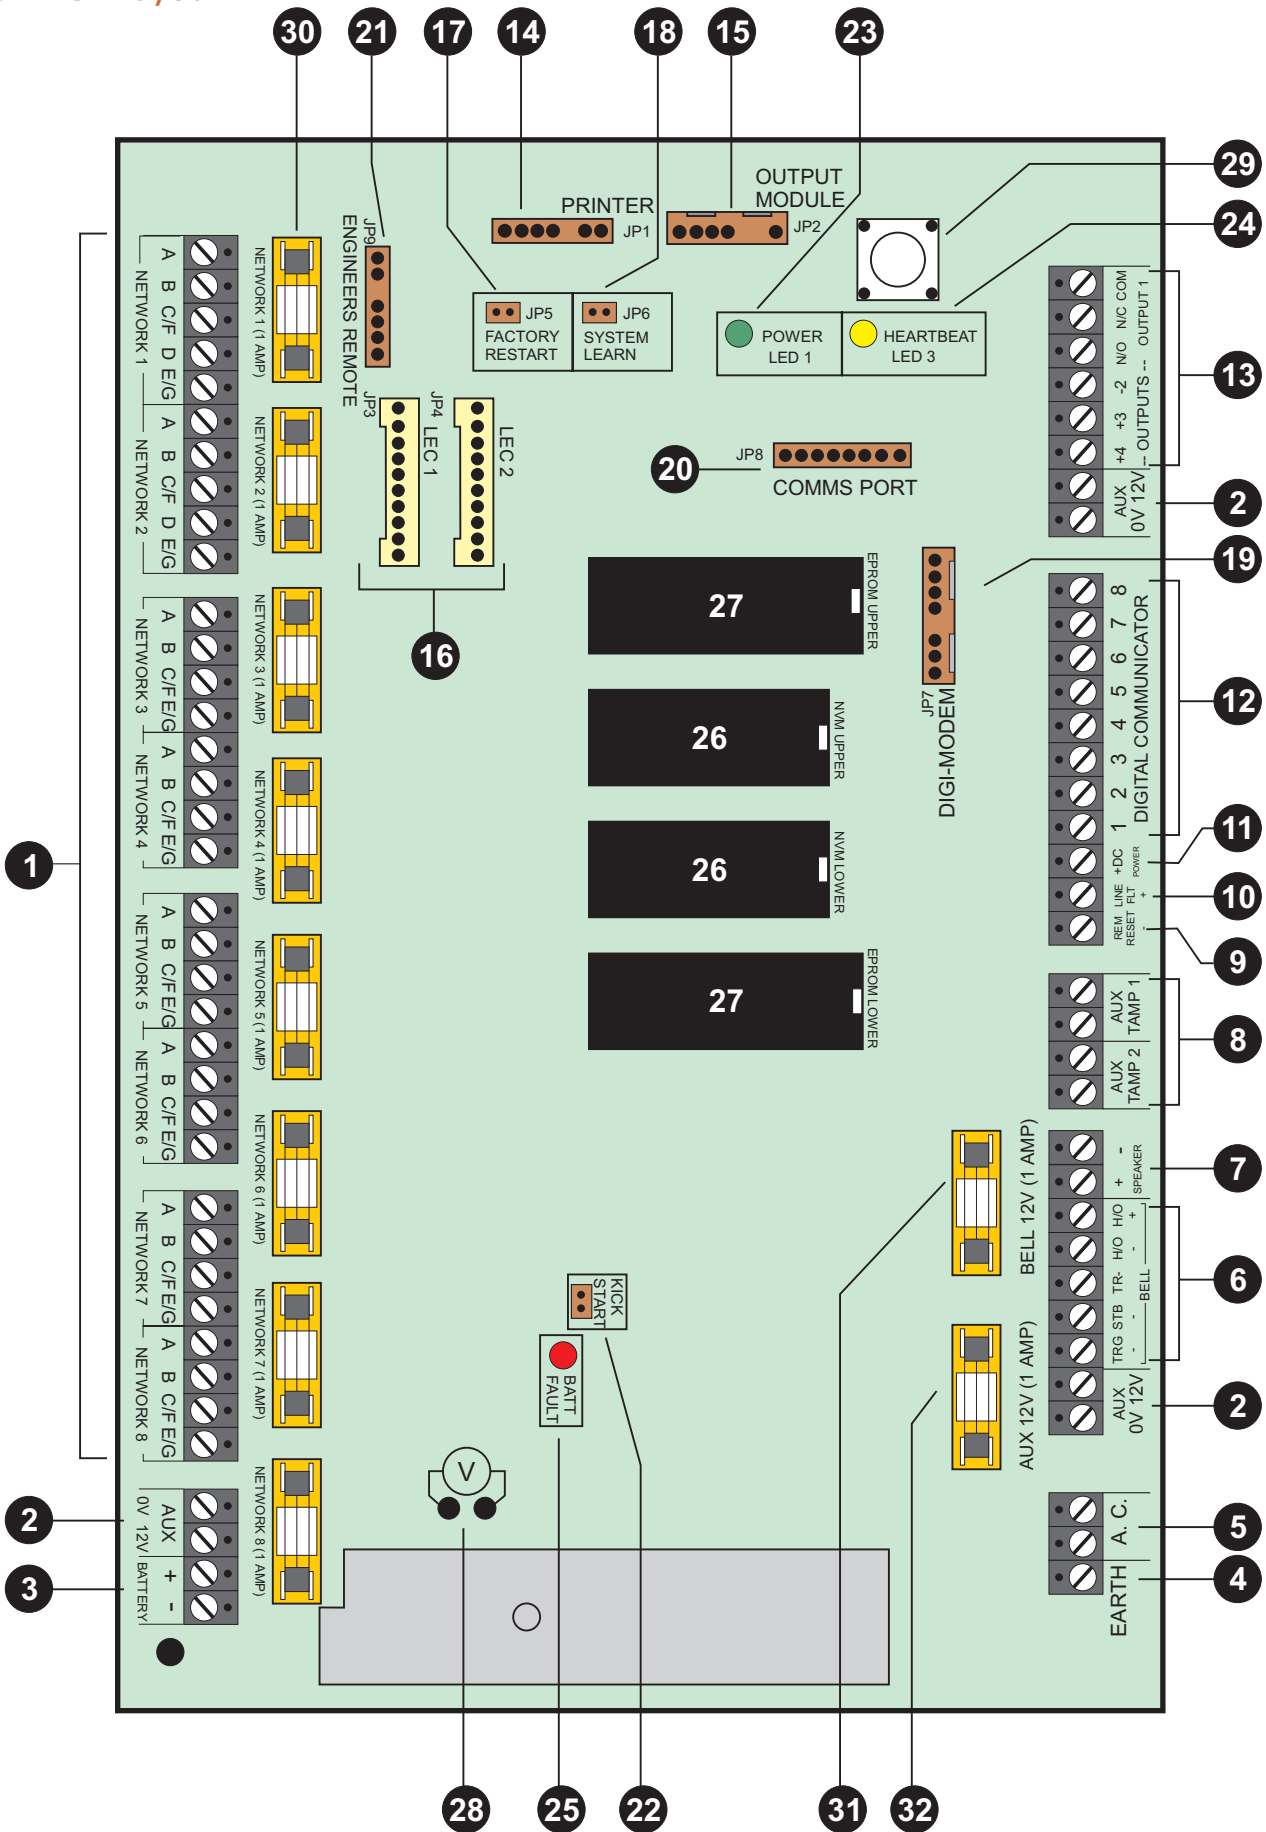 30 21 17 14 18 15 23
29
24
OUTPUT
MODULE
PRINTER
JP1
JP2
JP9
ENGINEERS REMOTE
JP5
FACTORY
RESTART
JP6
SYSTEM
LEARN
POWER
LED 1
HEARTBEAT
LED 3
JP3
LEC 1
JP4
LEC 2
16
20
JP8
COMMS PORT
27
EPROM UPPER
26
NVM UPPER
26
NVM LOWER
27
EPROM LOWER
JP7
DIGI-MODEM
19
1
A B C/F D E/G
NETWORK 1
A B C/F D E/G
NETWORK 2
A B C/F E/G
NETWORK 3
A B C/F E/G
NETWORK 4
A B C/F E/G
NETWORK 5
A B C/F E/G
NETWORK 6
A B C/F E/G
NETWORK 7
A B C/F E/G
NETWORK 8
NETWORK 1 (1 AMP)
NETWORK 2 (1 AMP)
NETWORK 3 (1 AMP)
NETWORK 4 (1 AMP)
NETWORK 5 (1 AMP)
NETWORK 6 (1 AMP)
NETWORK 7 (1 AMP)
NETWORK 8 (1 AMP)
2
AUX
0V 12V
3
+ -
BATTERY
+4 +3 -2 N/O N/C COM
-- OUTPUTS -- OUTPUT 1
13
AUX
0V 12V
2
1 2 3 4 5 6 7 8
DIGITAL COMMUNICATOR
12
+DC
POWER
11
LINE
FLT
+
10
REM
RESET
-
9
AUX
TAMP 1
AUX
TAMP 2
8
+ -
SPEAKER
7
TRG STB TR- H/O H/O
- - - +
BELL
6
AUX
0V 12V
2
A. C.
5
EARTH
4
BELL 12V (1 AMP)
AUX 12V (1 AMP)
KICK
START
BATT
FAULT
V
28 25 22 31 32